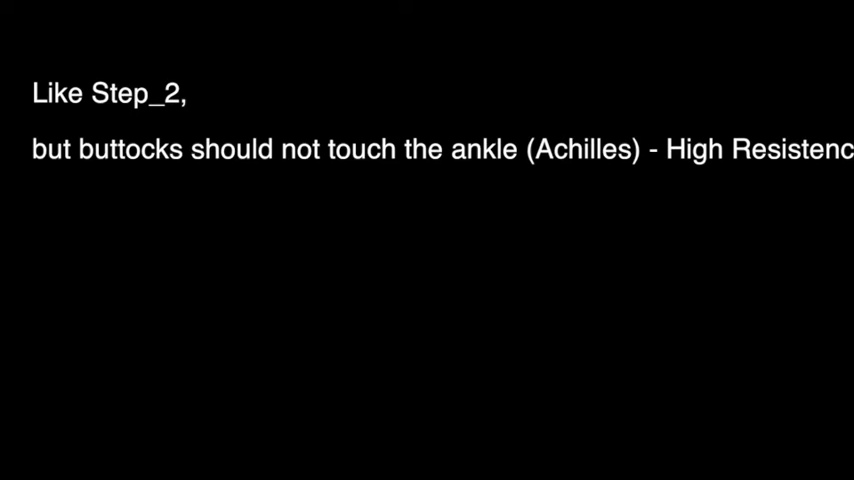 Like Step_2,
but buttocks should not touch the ankle (Achilles) - High Resistenc